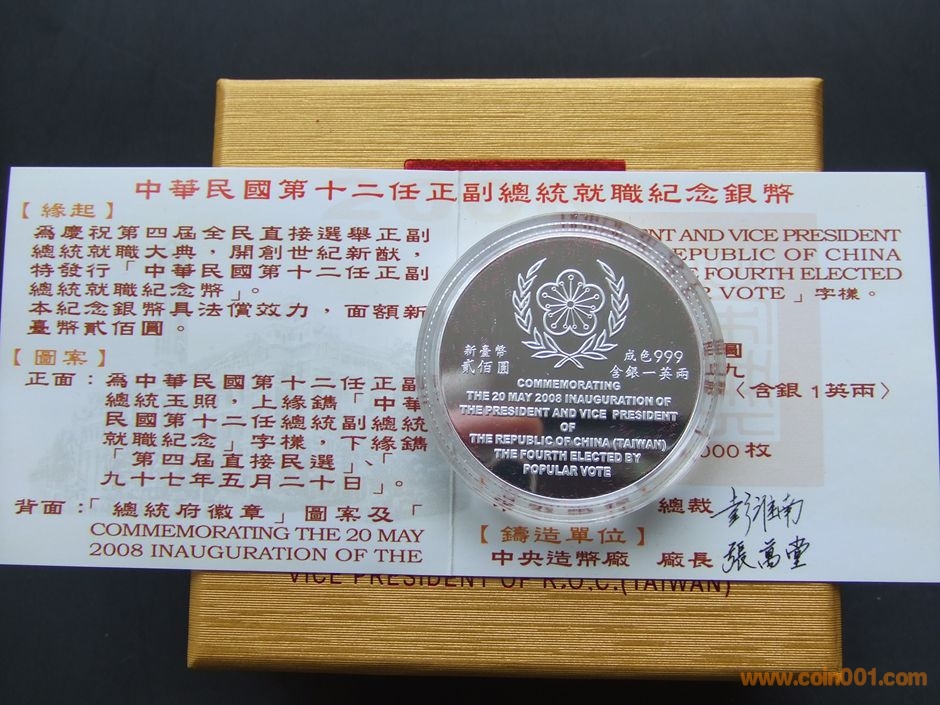 中華民國第十二任正副總統就職紀念銀幣
【緣起】
為慶祝第四屆全民直接選舉正副
總統就職大典，開創世紀新猷，
特發行「中華民國第十二任正副
總統就職紀念幣」。
本紀念銀幣具法償效力，面額新
臺幣貳佰圓。
【圖案】
正面：為中華民國第十二任正副
總統玉照，上緣鐫「中華
民國第十二任總統副總統
就職紀念」字樣，下緣鐫
「第四屆直接民選」、「
九十七年五月二十日」。
背面：「總統府徽章」圖案及「
COMMEMORATING THE 20 MAY
2008 INAUGURATION OF THE
NT AND VICE PRESIDENT
REPUBLIC OF CHINA
FOURTH ELECTED
VOTE」字樣。
圓
九
〈含銀1英兩〉
000枚
總裁 彭淮南
【鑄造單位】
中央造幣廠 廠長 張萬堂
新臺幣
貳佰圓
成色999
含銀一英兩
COMMEMORATING
THE 20 MAY 2008 INAUGURATION OF
THE PRESIDENT AND VICE PRESIDENT
OF
THE REPUBLIC OF CHINA (TAIWAN)
THE FOURTH ELECTED BY
POPULAR VOTE
VICE PRESIDENT OF R.O.C.(TAIWAN)
www.coin001.com